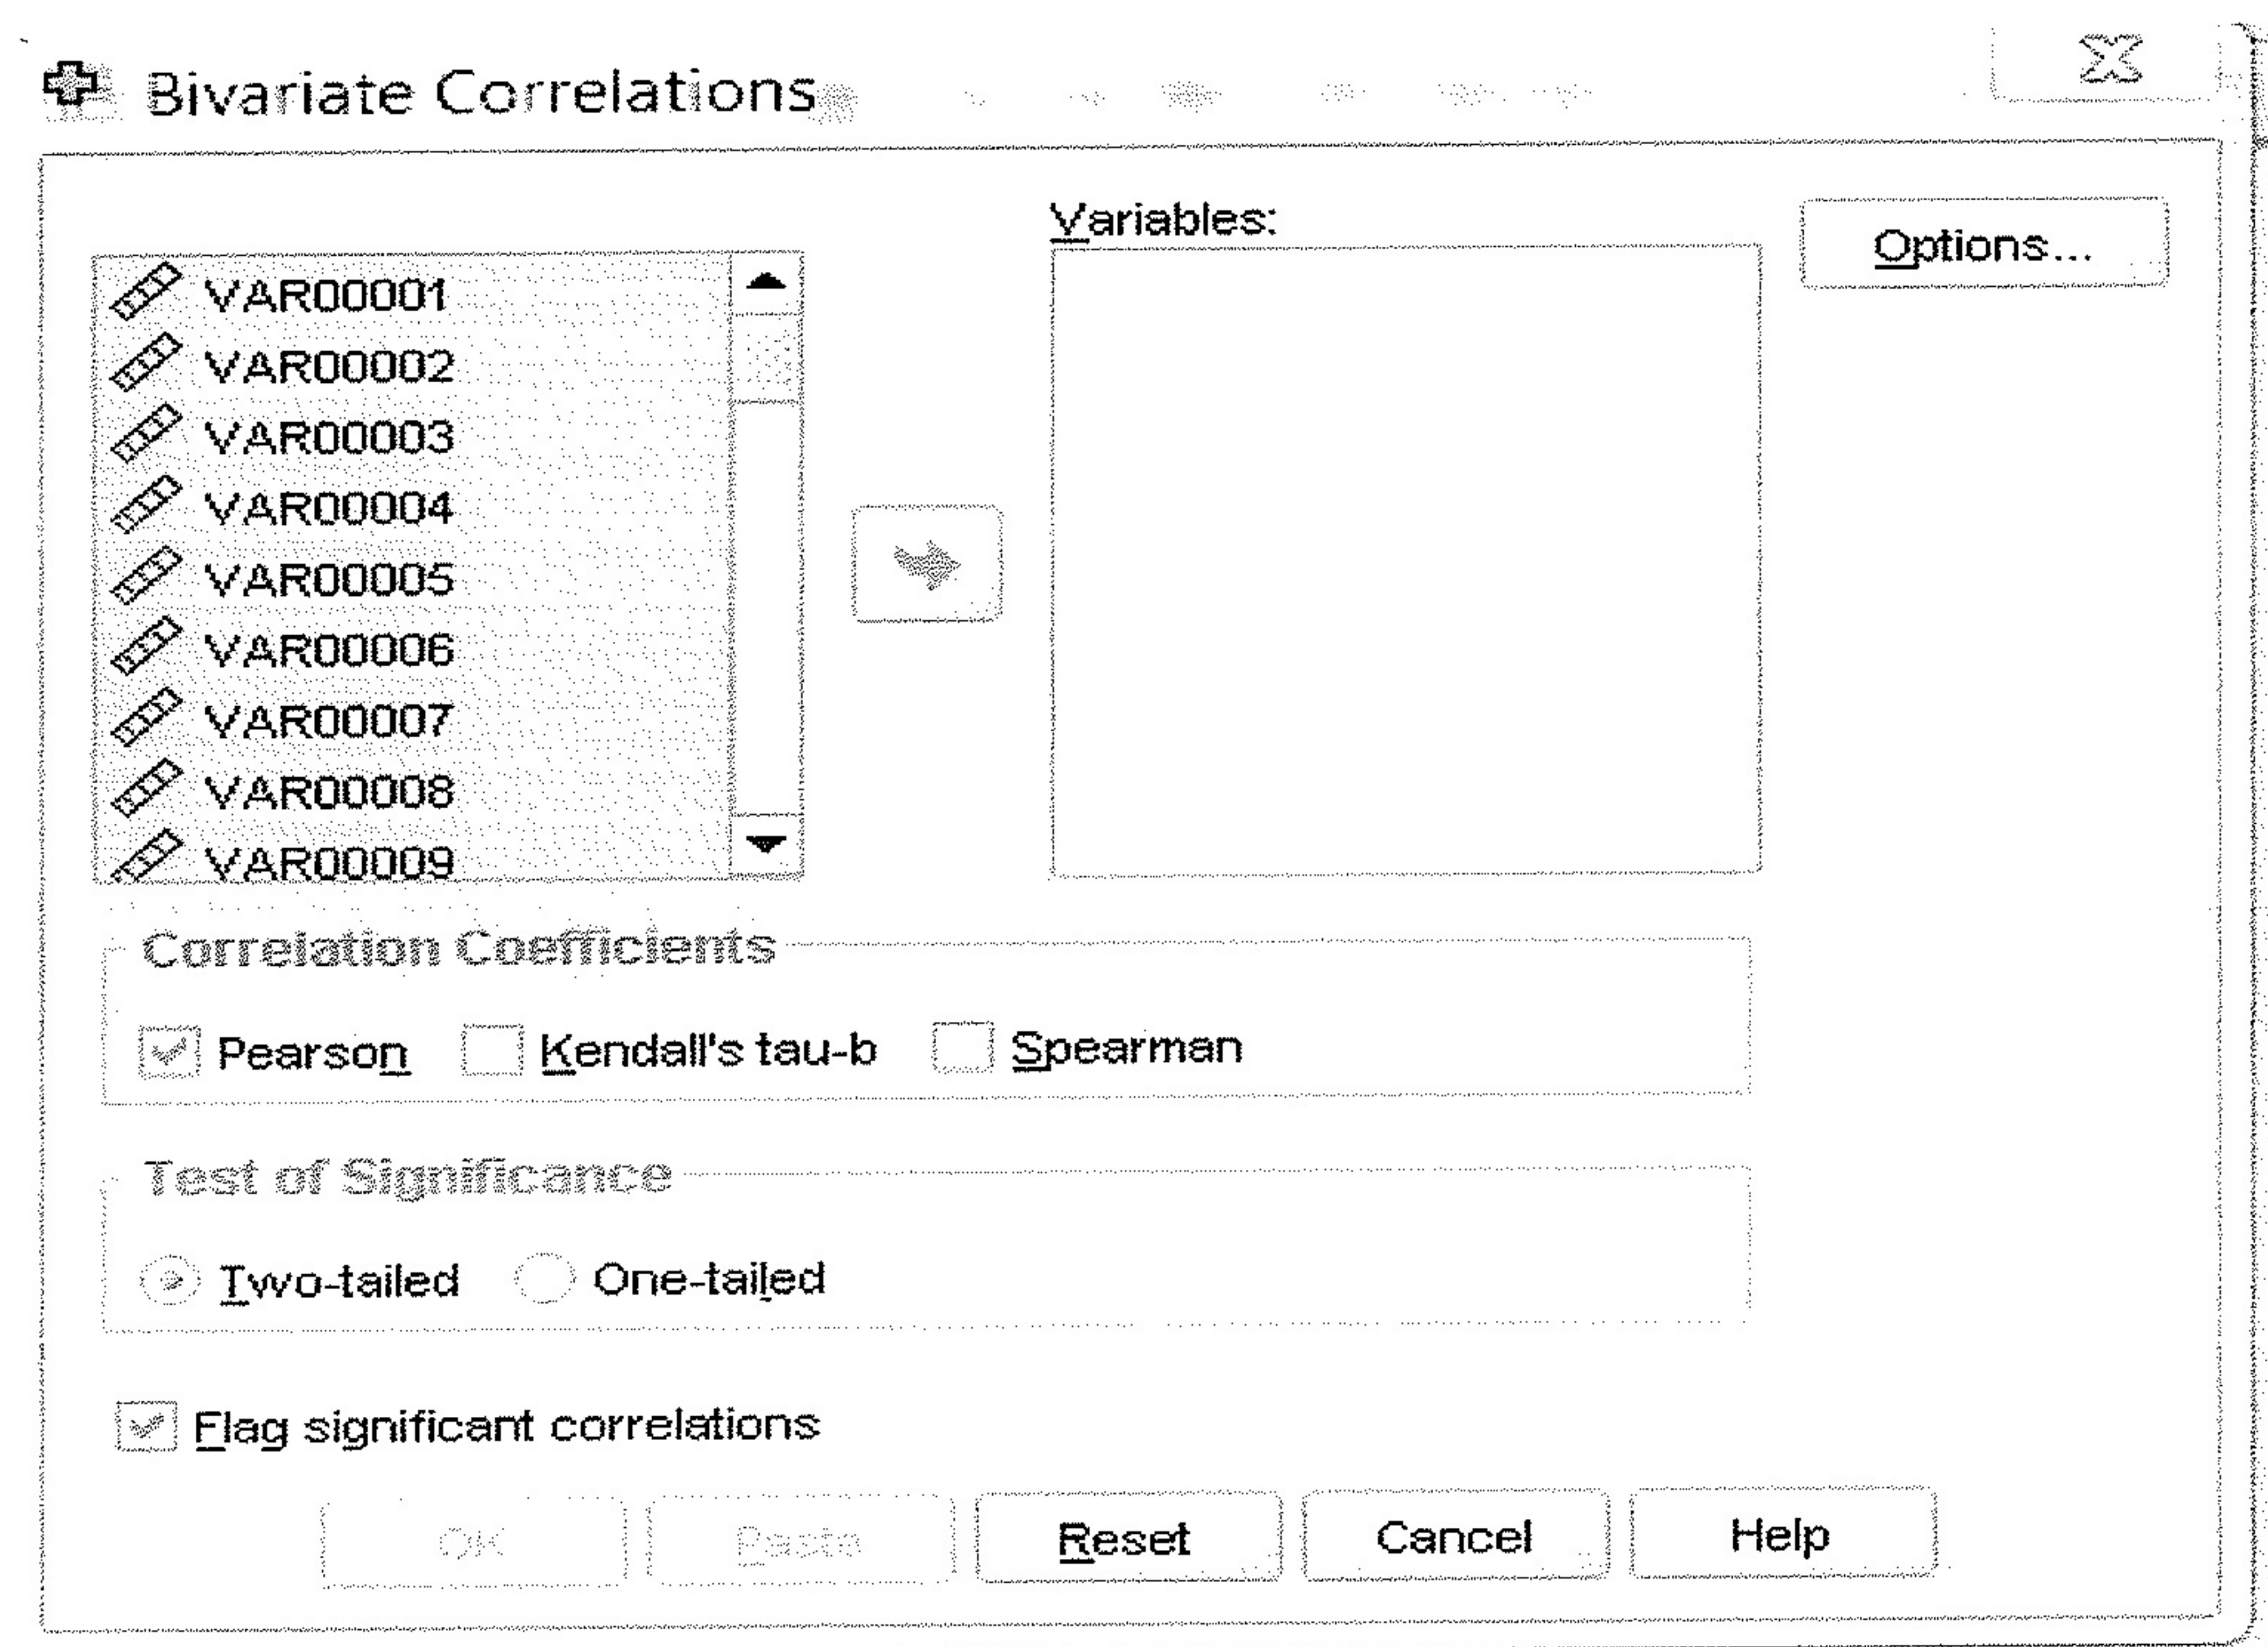 Bivariate Correlations
Variables:
Options...
VAR00001
VAR00002
VAR00003
VAR00004
VAR00005
VAR00006
VAR00007
VAR00008
VAR00009
Correlation Coefficients
Pearson Kendall's tau-b Spearman
Test of Significance
Two-tailed One-tailed
Flag significant correlations
OK Paste Reset Cancel Help